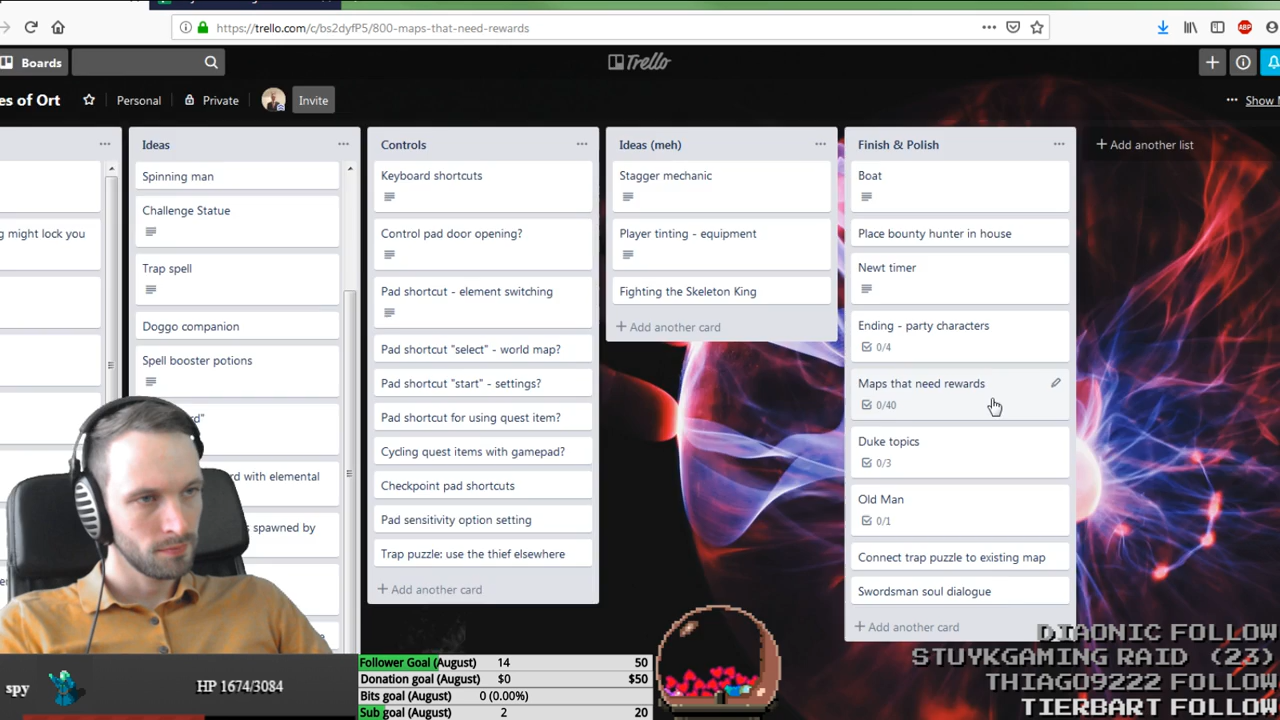 https://trello.com/c/bs2dyfP5/800-maps-that-need-rewards
ABP
Boards
Trello
es of Ort
Personal
Private
Invite
Show
g might lock you
Ideas
Spinning man
Challenge Statue
Trap spell
Doggo companion
Spell booster potions
rd"
rd with elemental
s spawned by
Controls
Keyboard shortcuts
Control pad door opening?
Pad shortcut - element switching
Pad shortcut "select" - world map?
Pad shortcut "start" - settings?
Pad shortcut for using quest item?
Cycling quest items with gamepad?
Checkpoint pad shortcuts
Pad sensitivity option setting
Trap puzzle: use the thief elsewhere
+ Add another card
Ideas (meh)
Stagger mechanic
Player tinting - equipment
Fighting the Skeleton King
+ Add another card
Finish & Polish
Boat
Place bounty hunter in house
Newt timer
Ending - party characters
0/4
Maps that need rewards
0/40
Duke topics
0/3
Old Man
0/1
Connect trap puzzle to existing map
Swordsman soul dialogue
+ Add another card
+ Add another list
spy
HP 1674/3084
Follower Goal (August) 14 50
Donation goal (August) $0 $50
Bits goal (August) 0 (0.00%)
Sub goal (August) 2 20
DIAONIC FOLLOW
STUYKGAMING RAID (23)
THIAGO9222 FOLLOW
TIERBART FOLLOW